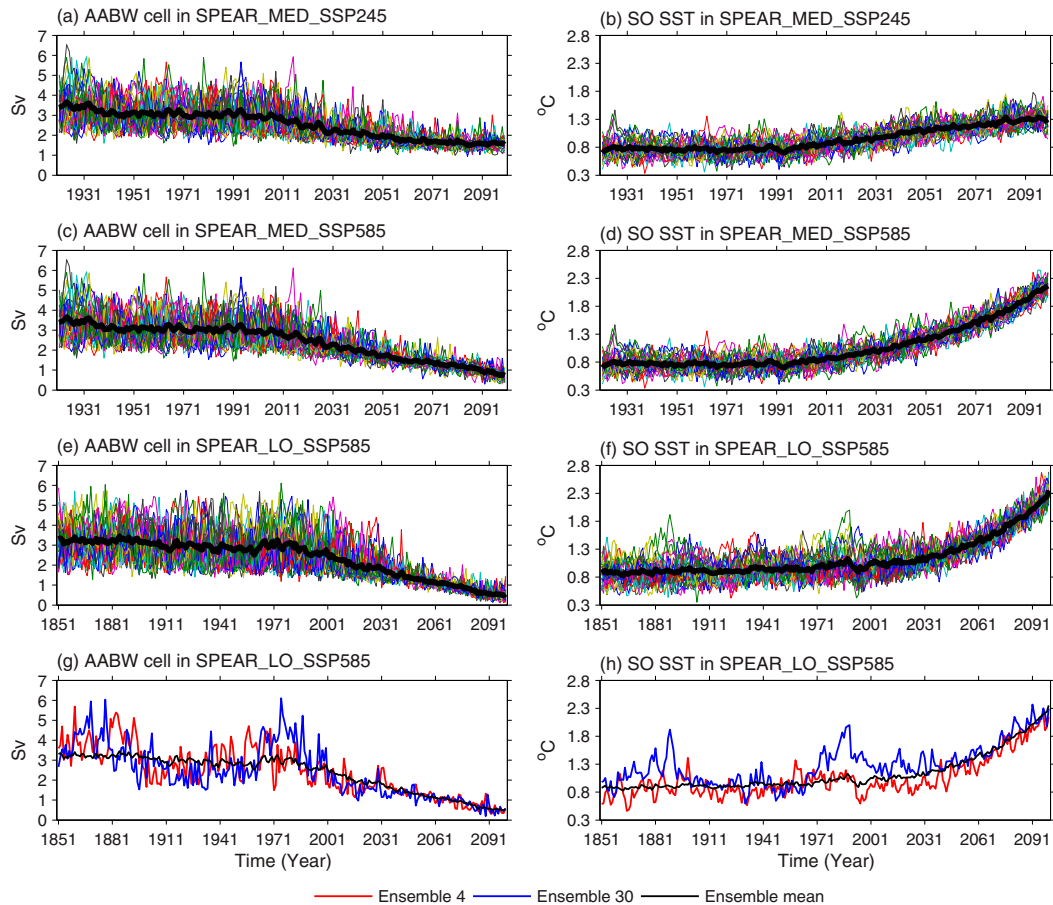 (a) AABW cell in SPEAR_MED_SSP245
(b) SO SST in SPEAR_MED_SSP245
7
6
5
4
3
2
1
0
Sv
1931 1951 1971 1991 2011 2031 2051 2071 2091
2.8
2.3
1.8
1.3
0.8
0.3
oC
1931 1951 1971 1991 2011 2031 2051 2071 2091
(c) AABW cell in SPEAR_MED_SSP585
(d) SO SST in SPEAR_MED_SSP585
7
6
5
4
3
2
1
0
Sv
1931 1951 1971 1991 2011 2031 2051 2071 2091
2.8
2.3
1.8
1.3
0.8
0.3
oC
1931 1951 1971 1991 2011 2031 2051 2071 2091
(e) AABW cell in SPEAR_LO_SSP585
(f) SO SST in SPEAR_LO_SSP585
7
6
5
4
3
2
1
0
Sv
1851 1881 1911 1941 1971 2001 2031 2061 2091
2.8
2.3
1.8
1.3
0.8
0.3
oC
1851 1881 1911 1941 1971 2001 2031 2061 2091
(g) AABW cell in SPEAR_LO_SSP585
(h) SO SST in SPEAR_LO_SSP585
7
6
5
4
3
2
1
0
Sv
1851 1881 1911 1941 1971 2001 2031 2061 2091
Time (Year)
2.8
2.3
1.8
1.3
0.8
0.3
oC
1851 1881 1911 1941 1971 2001 2031 2061 2091
Time (Year)
Ensemble 4 Ensemble 30 Ensemble mean